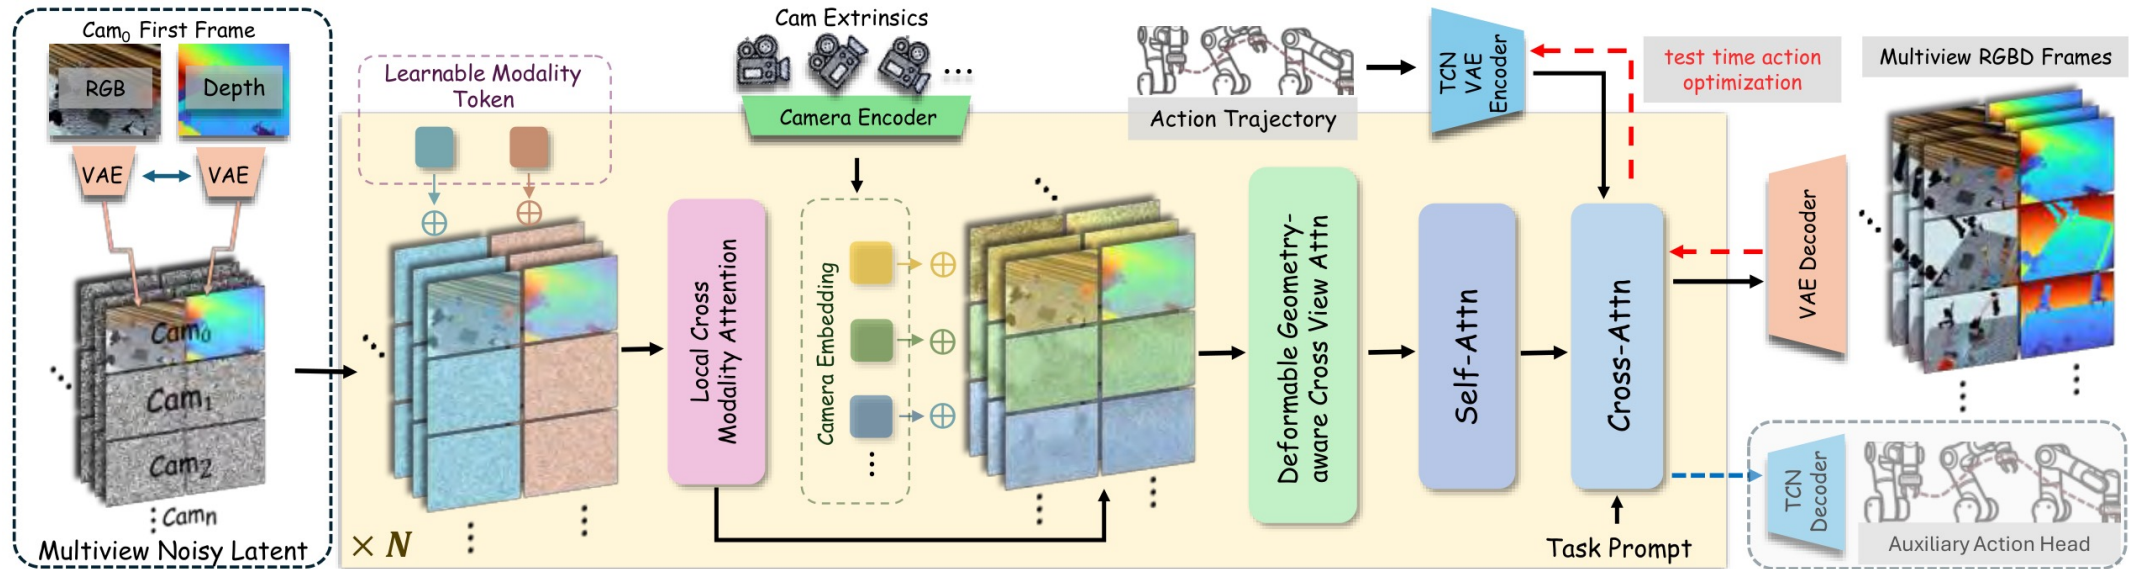 Cam₀ First Frame
RGB
Depth
VAE
VAE
Cam₀
Cam₁
Cam₂
Camn
Multiview Noisy Latent
Learnable Modality
Token
× N
Local Cross
Modality Attention
Cam Extrinsics
Camera Encoder
Camera Embedding
Action Trajectory
TCN
VAE
Encoder
Deformable Geometry-
aware Cross View Attn
Self-Attn
Cross-Attn
Task Prompt
test time action
optimization
VAE Decoder
Multiview RGBD Frames
TCN
Decoder
Auxiliary Action Head